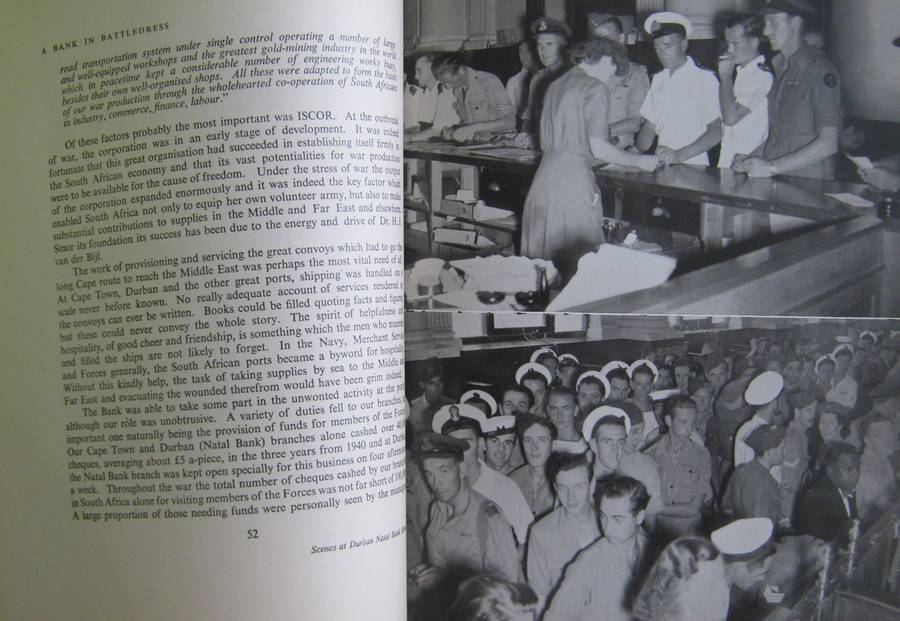 A BANK IN BATTLEDRESS
road transportation system under single control operating a number of large
and well-equipped workshops and the greatest gold-mining industry in the world
which in peacetime kept a considerable number of engineering works busy,
besides their own well-organised shops. All these were adapted to form the basis
of our war production through the wholehearted co-operation of South Africans
in industry, commerce, finance, labour."
Of these factors probably the most important was ISCOR. At the outbreak
of war, the corporation was in an early stage of development. It was indeed
fortunate that this great organisation had succeeded in establishing itself firmly in
the South African economy and that its vast potentialities for war production
were to be available for the cause of freedom. Under the stress of war the output
of the corporation expanded enormously and it was indeed the key factor which
enabled South Africa not only to equip her own volunteer army, but also to make
substantial contributions to supplies in the Middle and Far East and elsewhere.
Since its foundation its success has been due to the energy and drive of Dr. H. J.
van der Bijl.
The work of provisioning and servicing the great convoys which had to go the
long Cape route to reach the Middle East was perhaps the most vital need of all.
At Cape Town, Durban and the other great ports, shipping was handled on a
scale never before known. No really adequate account of services rendered to
the convoys can ever be written. Books could be filled quoting facts and figures
but these could never convey the whole story. The spirit of helpfulness and
hospitality, of good cheer and friendship, is something which the men who manned
and filled the ships are not likely to forget. In the Navy, Merchant Service
and Forces generally, the South African ports became a byword for hospitality.
Without this kindly help, the task of taking supplies by sea to the Middle and
Far East and evacuating the wounded therefrom would have been grim indeed.
The Bank was able to take some part in the unwonted activity at the ports
although our rôle was unobtrusive. A variety of duties fell to our branches, an
important one naturally being the provision of funds for members of the Forces.
Our Cape Town and Durban (Natal Bank) branches alone cashed over
cheques, averaging about £5 a-piece, in the three years from 1940 and at Durban
the Natal Bank branch was kept open specially for this business on four afternoons
a week. Throughout the war the total number of cheques cashed by our branches
in South Africa alone for visiting members of the Forces was not far short of
A large proportion of those needing funds were personally seen by the
52
Scenes at Durban Natal Bank